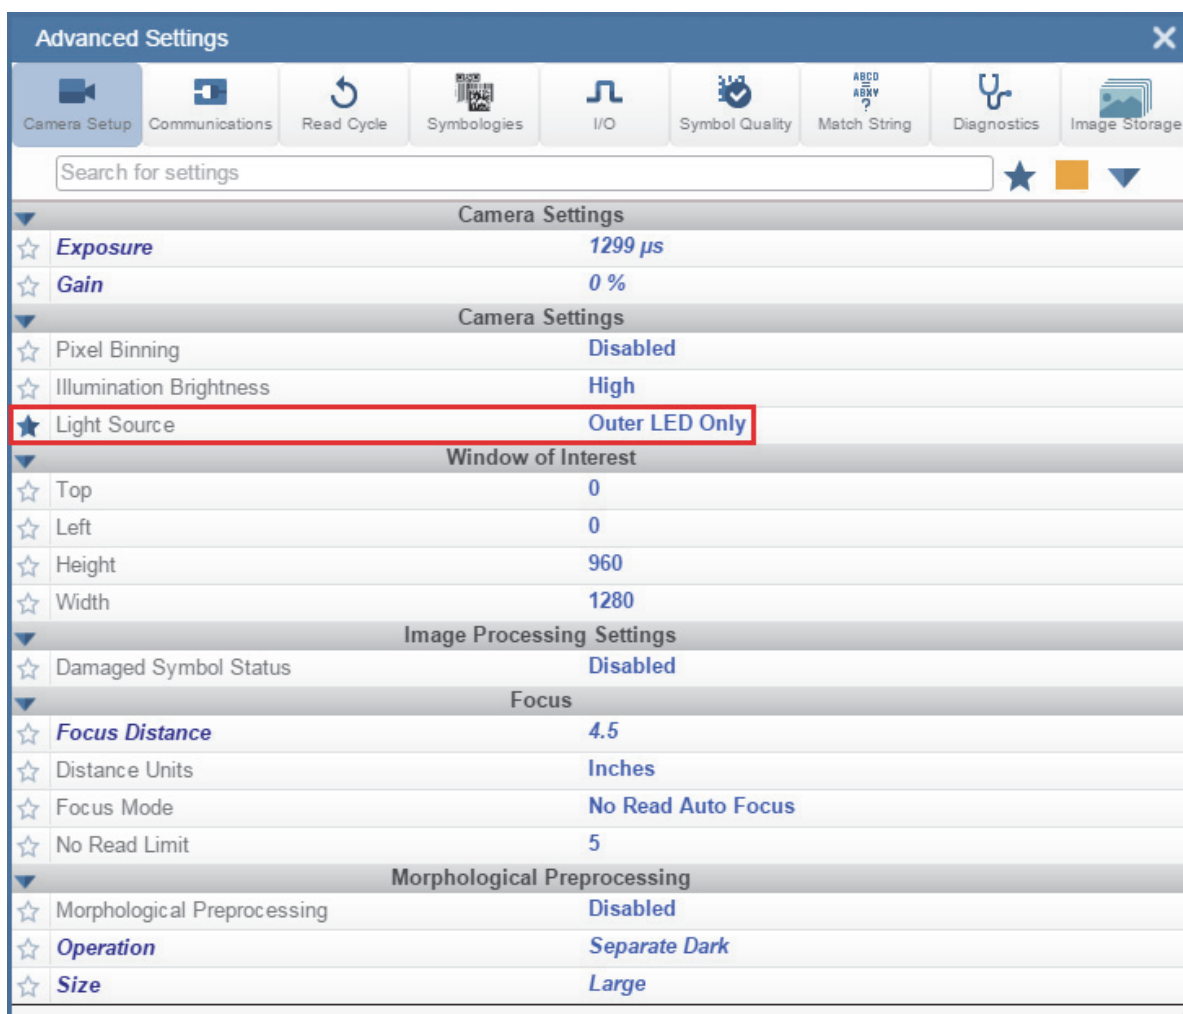 Advanced Settings
Camera Setup Communications Read Cycle Symbologies I/O Symbol Quality ABCD ABXY ? Match String Diagnostics Image Storage
Search for settings
Camera Settings
Exposure 1299 µs
Gain 0 %
Camera Settings
Pixel Binning Disabled
Illumination Brightness High
Light Source Outer LED Only
Window of Interest
Top 0
Left 0
Height 960
Width 1280
Image Processing Settings
Damaged Symbol Status Disabled
Focus
Focus Distance 4.5
Distance Units Inches
Focus Mode No Read Auto Focus
No Read Limit 5
Morphological Preprocessing
Morphological Preprocessing Disabled
Operation Separate Dark
Size Large